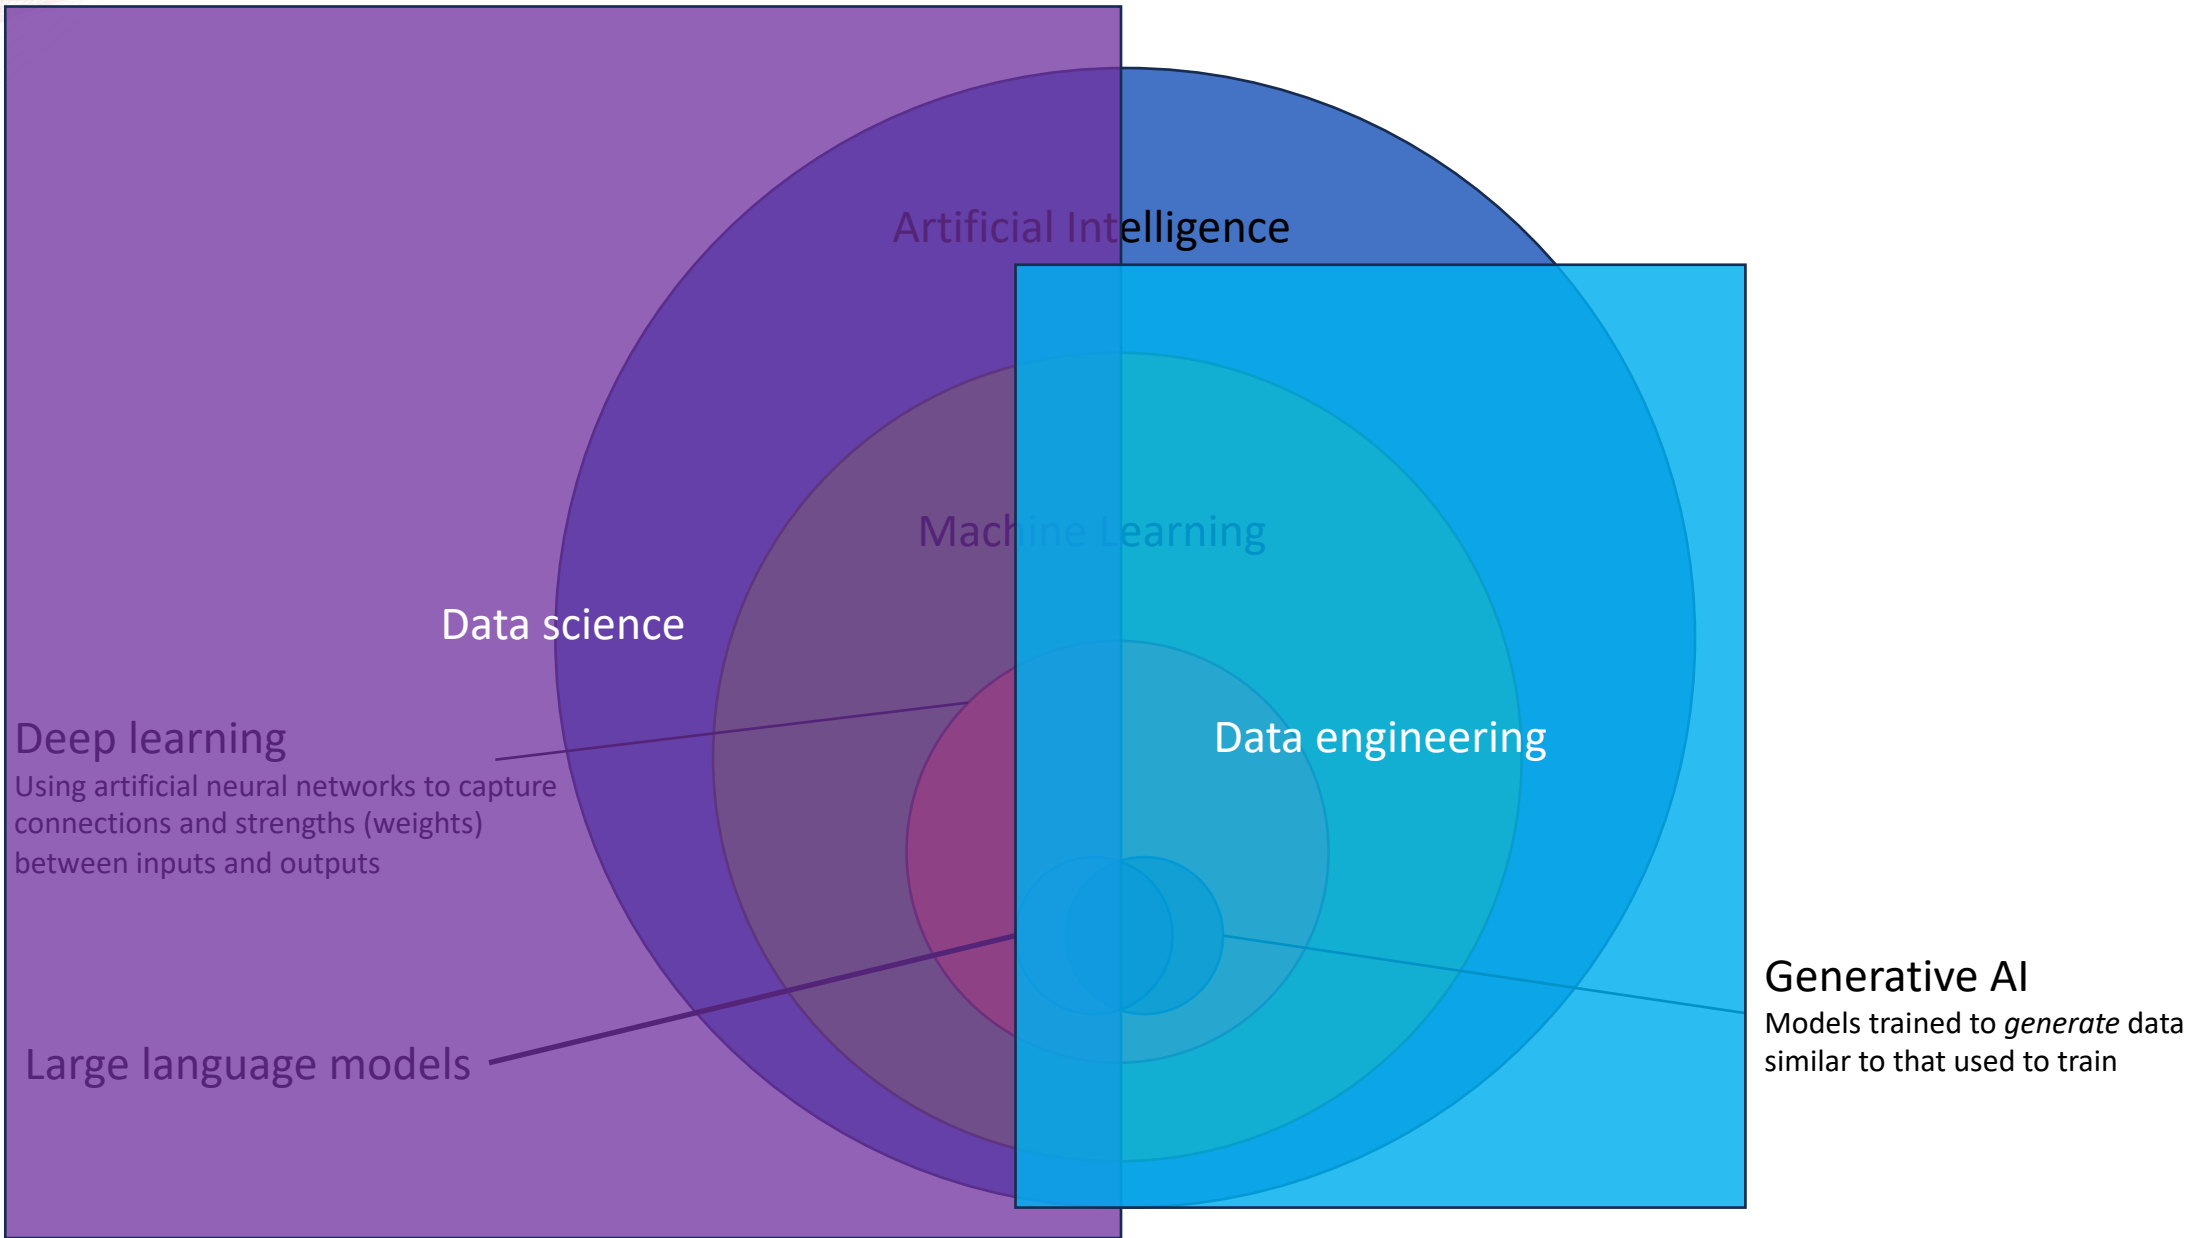 Artificial Intelligence
Machine Learning
Data science
Deep learning
Using artificial neural networks to capture
connections and strengths (weights)
between inputs and outputs
Data engineering
Large language models
Generative AI
Models trained to generate data
similar to that used to train